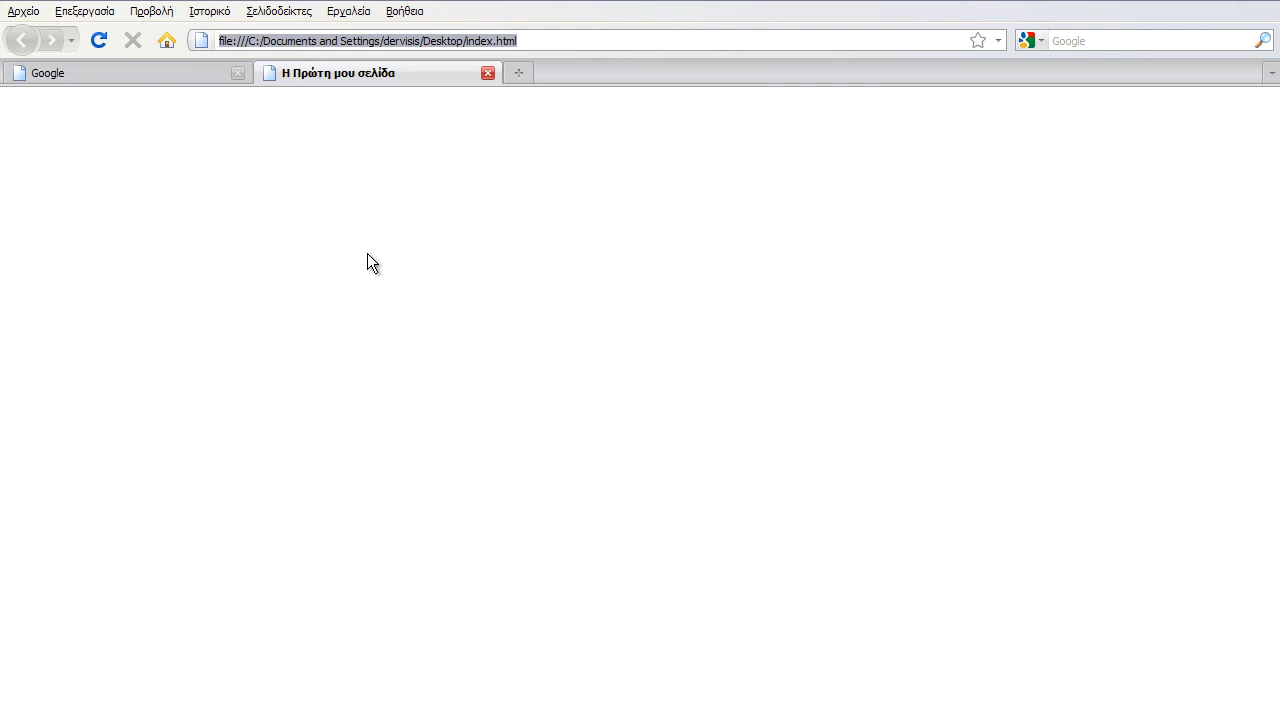 Αρχείο Επεξεργασία Προβολή Ιστορικό Σελιδοδείκτες Εργαλεία Βοήθεια
file:///C:/Documents and Settings/dervisis/Desktop/index.html Google
Google Η Πρώτη μου σελίδα